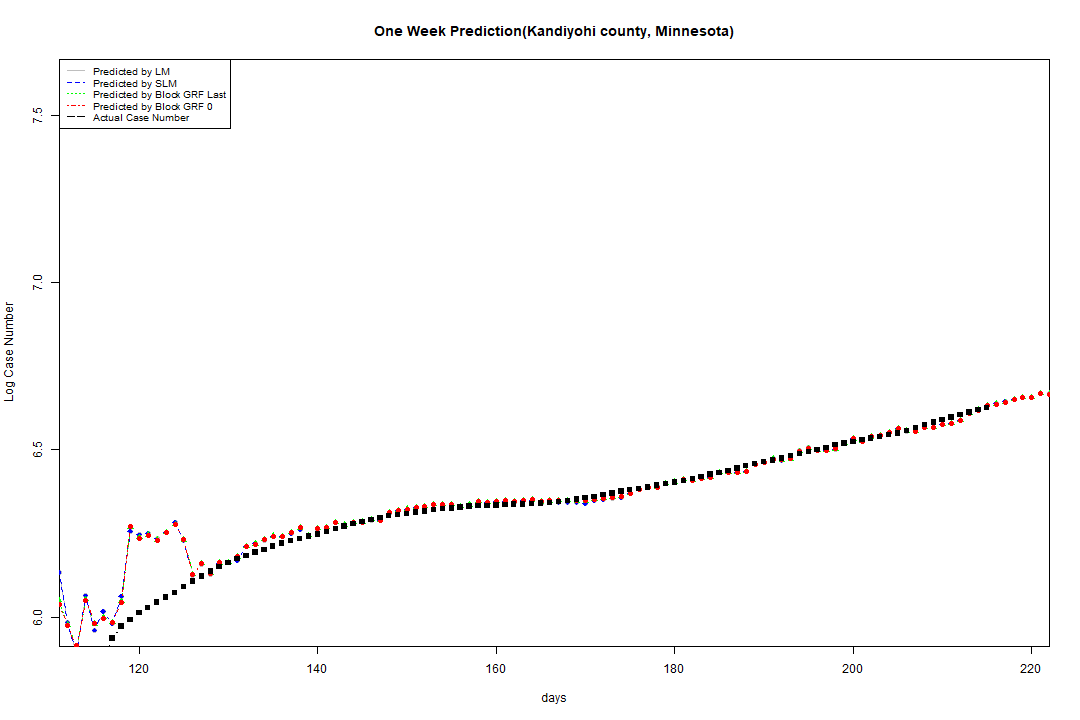 One Week Prediction(Kandiyohi county, Minnesota)
Predicted by LM
Predicted by SLM
Predicted by Block GRF Last
Predicted by Block GRF 0
Actual Case Number
7.5
7.0
6.5
6.0
Log Case Number
120 140 160 180 200 220
days